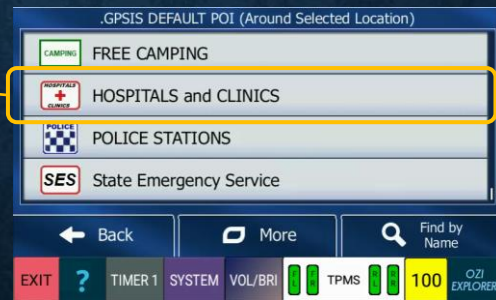 .GPSIS DEFAULT POI (Around Selected Location)
CAMPING FREE CAMPING
HOSPITALS CLINICS HOSPITALS and CLINICS
POLICE POLICE STATIONS
SES State Emergency Service
Back More Find by Name
EXIT ? TIMER 1 SYSTEM VOL/BRI TPMS 100 OZI EXPLORER